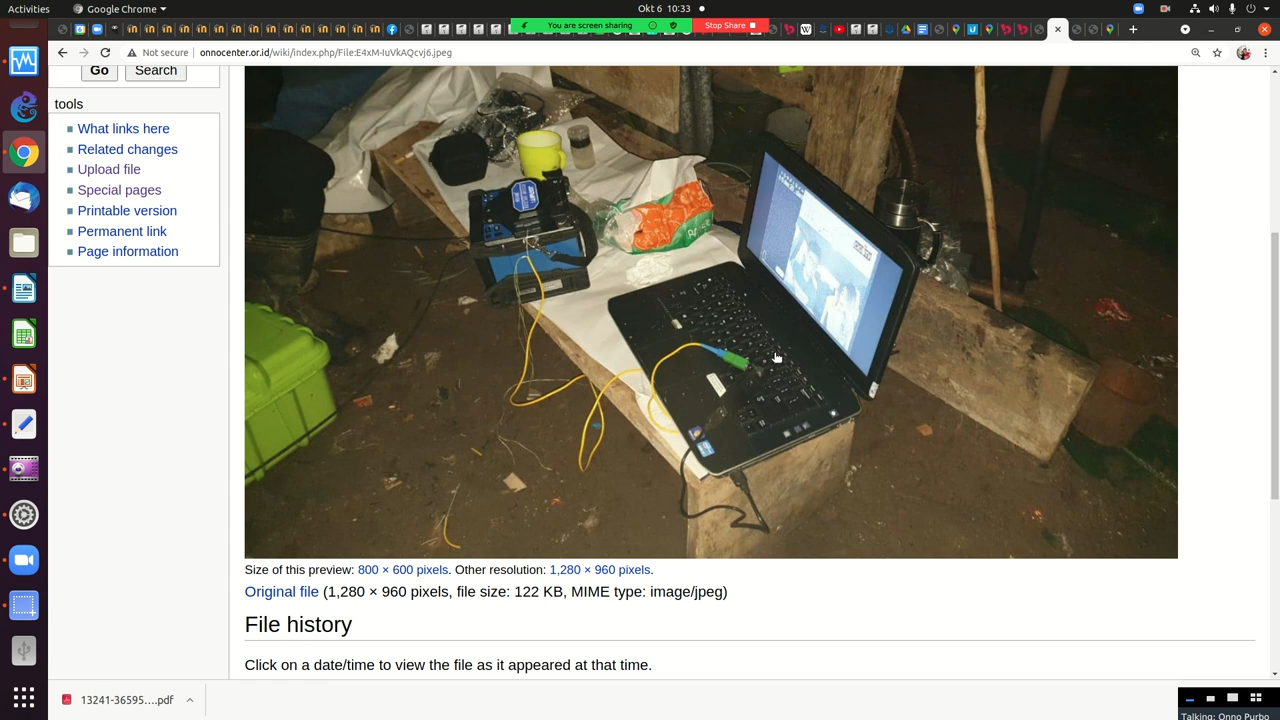 Activities
Google Chrome
Okt 6 10:33
You are screen sharing
Stop Share
Not secure
onnocenter.or.id/wiki/index.php/File:E4xM-IuVkAQcvj6.jpeg
Go
Search
tools
What links here
Related changes
Upload file
Special pages
Printable version
Permanent link
Page information
Size of this preview: 800 × 600 pixels. Other resolution: 1,280 × 960 pixels.
Original file (1,280 × 960 pixels, file size: 122 KB, MIME type: image/jpeg)
File history
Click on a date/time to view the file as it appeared at that time.
13241-36595....pdf
Talking: Onno Purbo